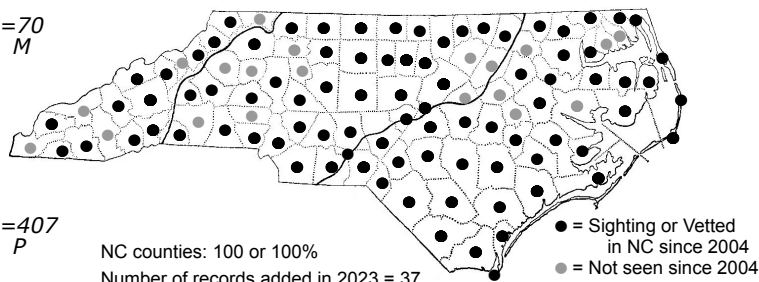 =70
M
=407
P
NC counties: 100 or 100%
Number of records added in 2023 = 37
= Sighting or Vetted
in NC since 2004
= Not seen since 2004